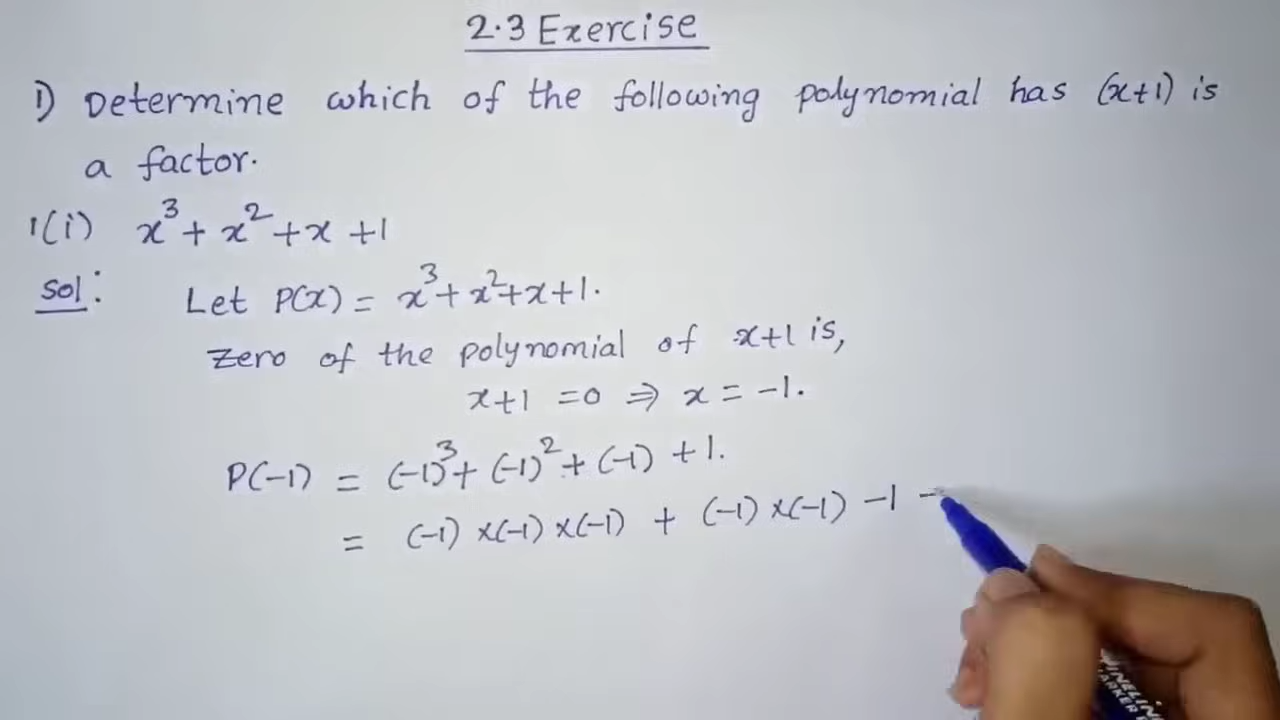 2.3 Exercise
1) Determine which of the following polynomial has (x+1) is
a factor.
1(i) x³ + x² + x + 1
Sol: Let P(x) = x³ + x² + x + 1.
Zero of the polynomial of x+1 is,
x+1 = 0 ⇒ x = -1.
P(-1) = (-1)³ + (-1)² + (-1) + 1.
= (-1) × (-1) × (-1) + (-1) × (-1) - 1 -